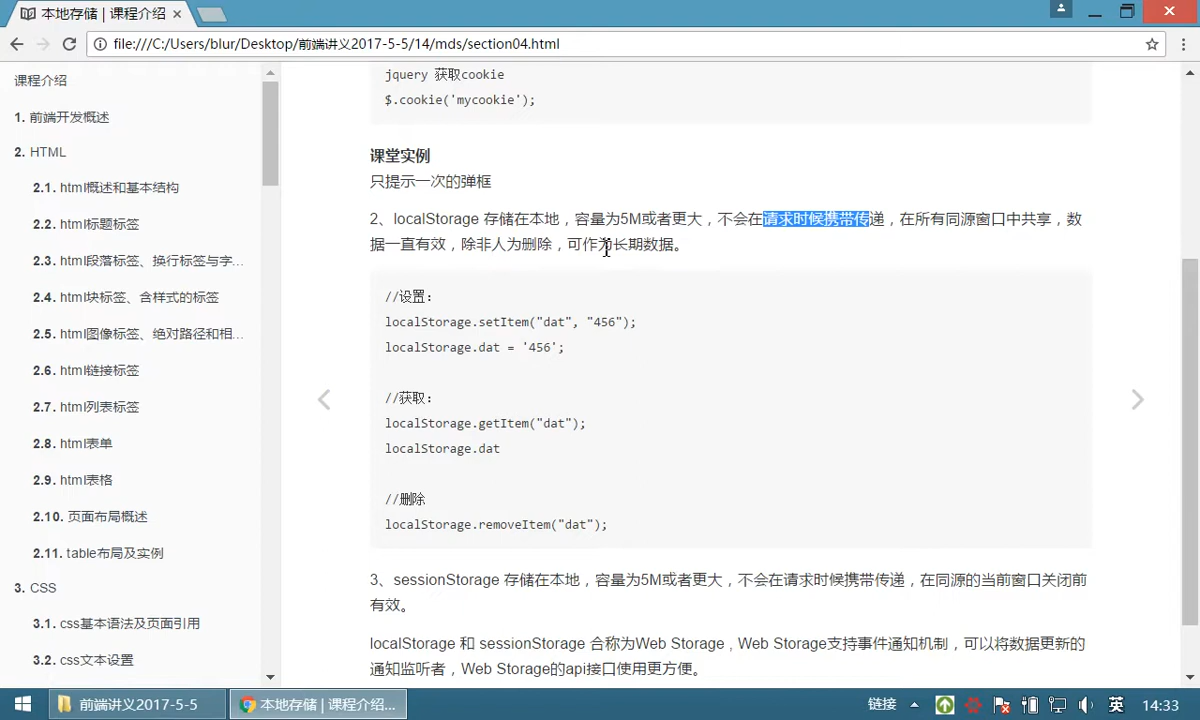 本地存储 | 课程介绍
file:///C:/Users/blur/Desktop/前端讲义2017-5-5/14/mds/section04.html
课程介绍
1. 前端开发概述
2. HTML
2.1. html概述和基本结构
2.2. html标题标签
2.3. html段落标签、换行标签与字...
2.4. html块标签、含样式的标签
2.5. html图像标签、绝对路径和相...
2.6. html链接标签
2.7. html列表标签
2.8. html表单
2.9. html表格
2.10. 页面布局概述
2.11. table布局及实例
3. CSS
3.1. css基本语法及页面引用
3.2. css文本设置
jquery 获取cookie
$.cookie('mycookie');
课堂实例
只提示一次的弹框
2、localStorage 存储在本地，容量为5M或者更大，不会在请求时候携带传递，在所有同源窗口中共享，数
据一直有效，除非人为删除，可作为长期数据。
//设置：
localStorage.setItem("dat", "456");
localStorage.dat = '456';
//获取：
localStorage.getItem("dat");
localStorage.dat
//删除
localStorage.removeItem("dat");
3、sessionStorage 存储在本地，容量为5M或者更大，不会在请求时候携带传递，在同源的当前窗口关闭前
有效。
localStorage 和 sessionStorage 合称为Web Storage , Web Storage支持事件通知机制，可以将数据更新的
通知监听者，Web Storage的api接口使用更方便。
前端讲义2017-5-5
本地存储 | 课程介绍...
链接
英
14:33